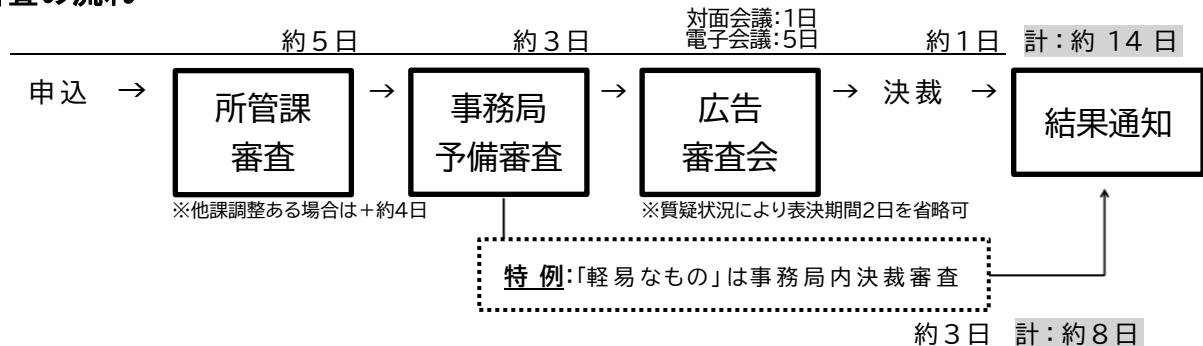 審査の流れ
対面会議:1日
約5日 約3日 電子会議:5日 約1日 計:約 14 日
申込 → 所管課 審査 → 事務局 予備審査 → 広告 審査会 → 決裁 → 結果通知
※他課調整ある場合は+約4日 ※質疑状況により表決期間2日を省略可
特 例:「軽易なもの」は事務局内決裁審査
約3日 計:約8日